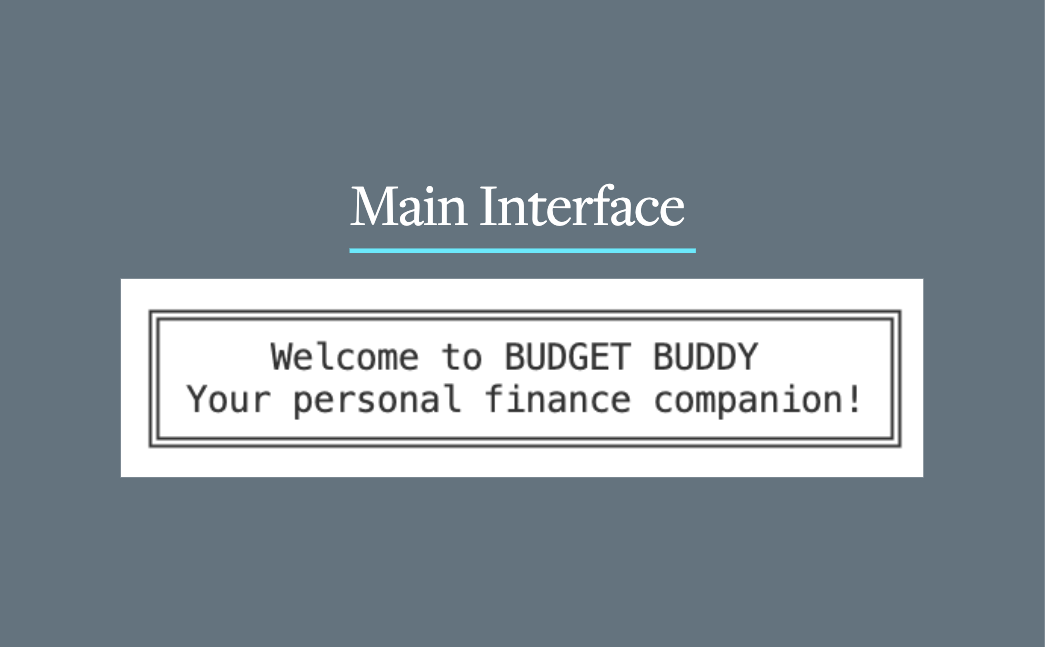 Main Interface
Welcome to BUDGET BUDDY
Your personal finance companion!